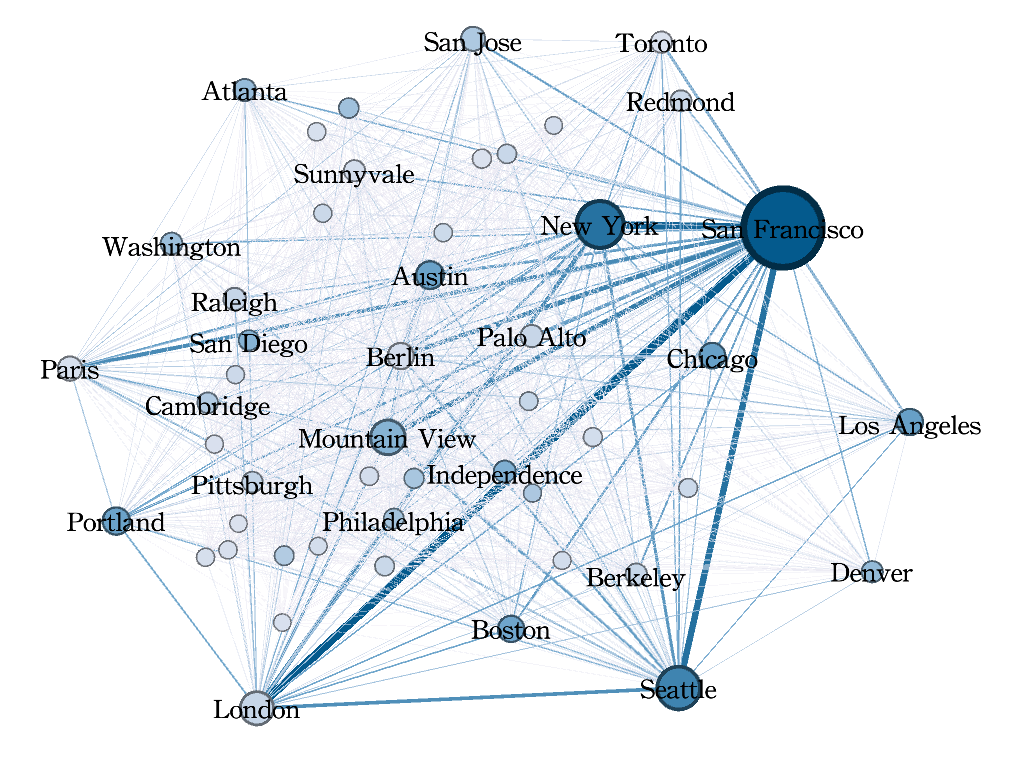 San Jose
Toronto
Atlanta
Redmond
Sunnyvale
New York
San Francisco
Washington
Austin
Raleigh
Palo Alto
San Diego
Berlin
Chicago
Paris
Cambridge
Los Angeles
Mountain View
Independence
Pittsburgh
Portland
Philadelphia
Denver
Berkeley
Boston
Seattle
London